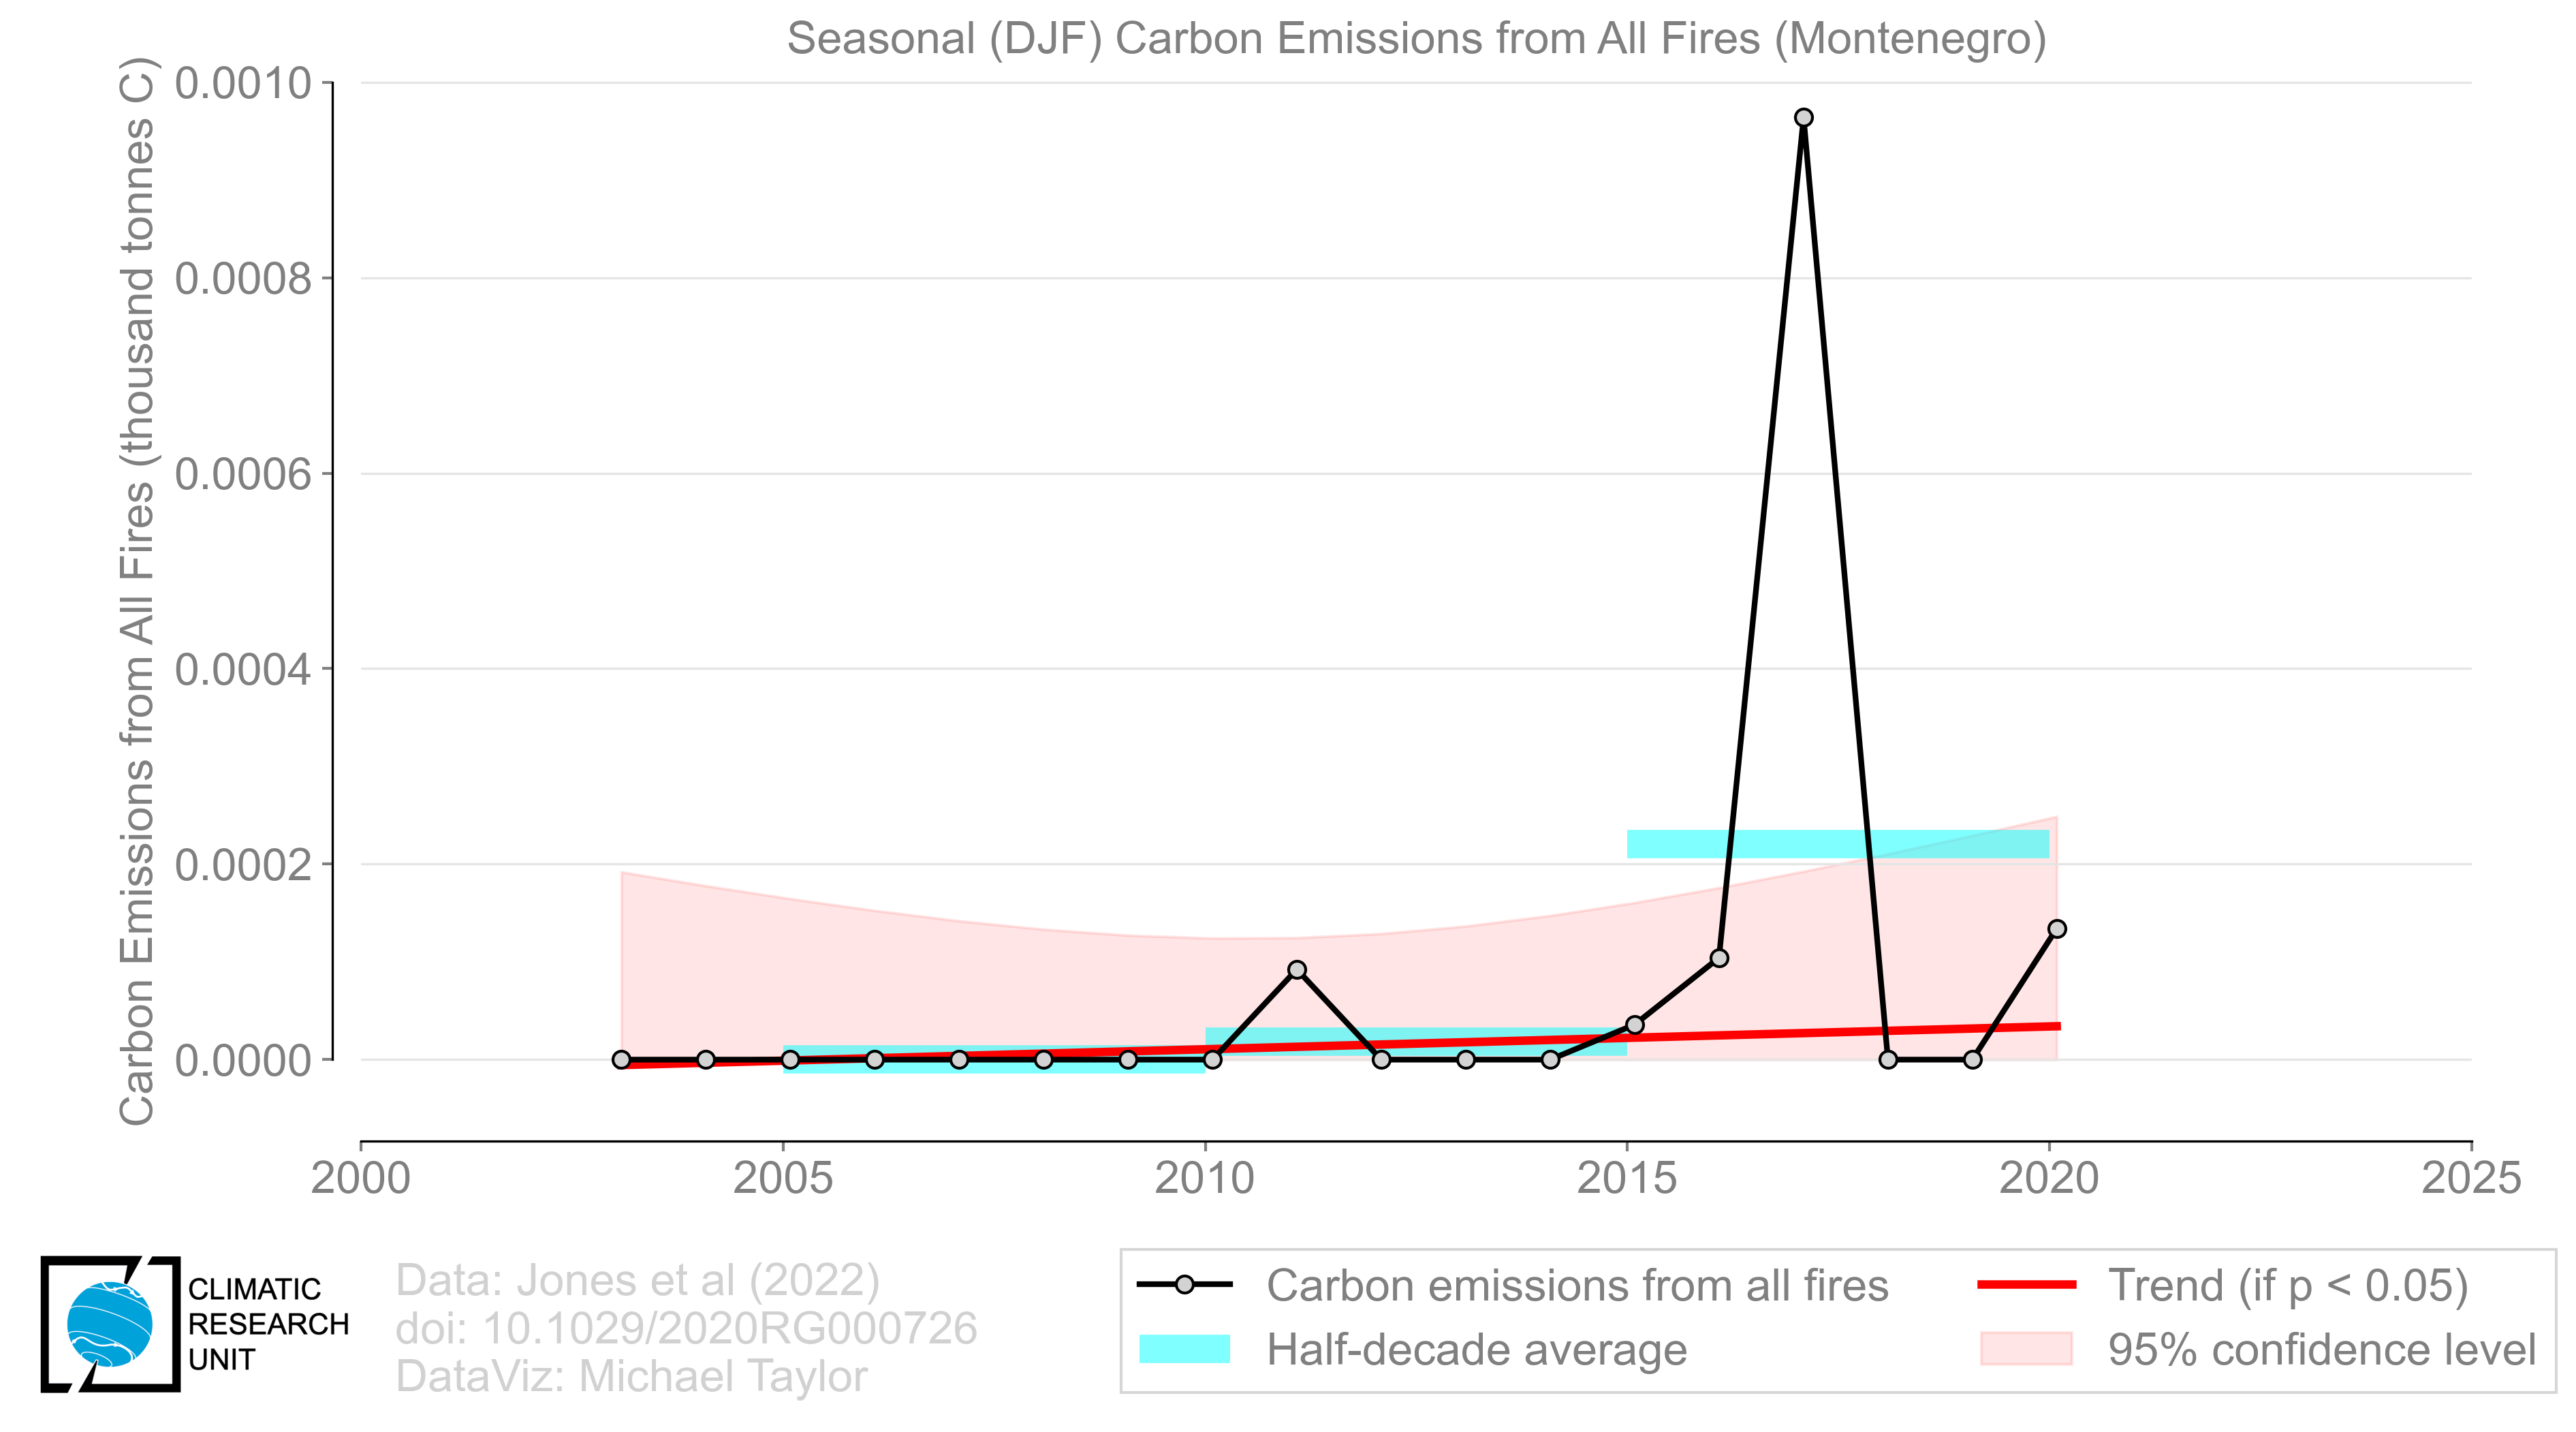 Seasonal (DJF) Carbon Emissions from All Fires (Montenegro)
Carbon Emissions from All Fires (thousand tonnes C)
0.0010
0.0008
0.0006
0.0004
0.0002
0.0000
2000 2005 2010 2015 2020 2025
CLIMATIC
RESEARCH
UNIT
Data: Jones et al (2022)
doi: 10.1029/2020RG000726
DataViz: Michael Taylor
Carbon emissions from all fires
Half-decade average
Trend (if p < 0.05)
95% confidence level